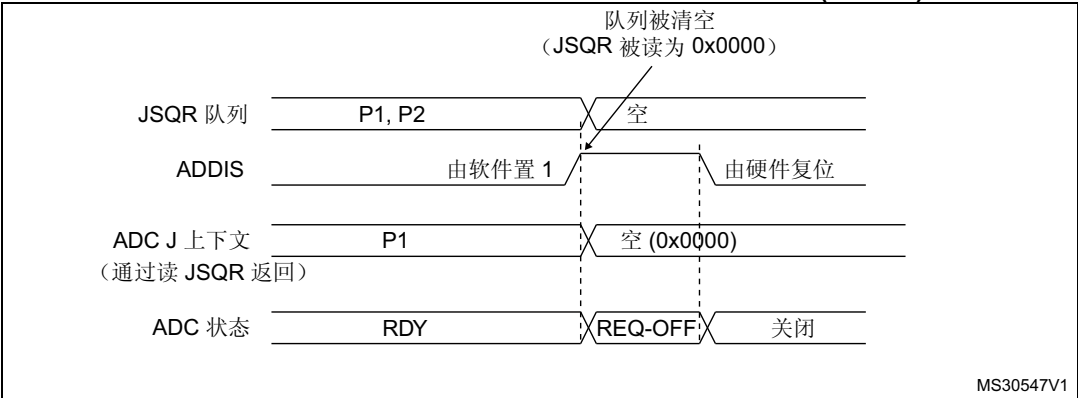 队列被清空
（JSQR 被读为 0x0000）
JSQR 队列 P1, P2 空
ADDIS 由软件置 1 由硬件复位
ADC J 上下文 P1 空 (0x0000)
（通过读 JSQR 返回）
ADC 状态 RDY REQ-OFF 关闭
MS30547V1